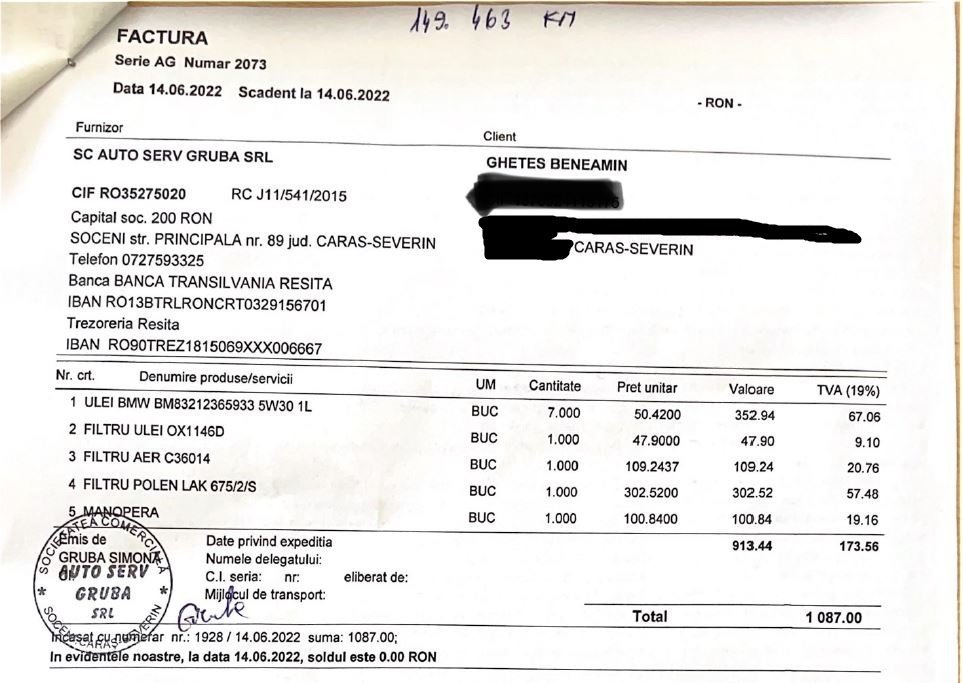 149. 463 KM
FACTURA
Serie AG Numar 2073
Data 14.06.2022 Scadent la 14.06.2022
- RON -
Furnizor
Client
SC AUTO SERV GRUBA SRL
GHETES BENEAMIN
CIF RO35275020 RC J11/541/2015
Capital soc. 200 RON
SOCENI str. PRINCIPALA nr. 89 jud. CARAS-SEVERIN
CARAS-SEVERIN
Telefon 0727593325
Banca BANCA TRANSILVANIA RESITA
IBAN RO13BTRLRONCRT0329156701
Trezoreria Resita
IBAN RO90TREZ1815069XXX006667
Nr. crt. Denumire produse/servicii UM Cantitate Pret unitar Valoare TVA (19%)
1 ULEI BMW BM83212365933 5W30 1L BUC 7.000 50.4200 352.94 67.06
2 FILTRU ULEI OX1146D BUC 1.000 47.9000 47.90 9.10
3 FILTRU AER C36014 BUC 1.000 109.2437 109.24 20.76
4 FILTRU POLEN LAK 675/2/S BUC 1.000 302.5200 302.52 57.48
5 MANOPERA BUC 1.000 100.8400 100.84 19.16
913.44 173.56
Emis de
GRUBA SIMONA
SOCIETATEA COMERCIALĂ
AUTO SERV
GRUBA
SRL
SOCENI CARAS-SEVERIN
Date privind expeditia
Numele delegatului:
C.I. seria: nr: eliberat de:
Mijlocul de transport:
Total 1 087.00
Incasat cu numerar nr.: 1928 / 14.06.2022 suma: 1087.00;
In evidentele noastre, la data 14.06.2022, soldul este 0.00 RON